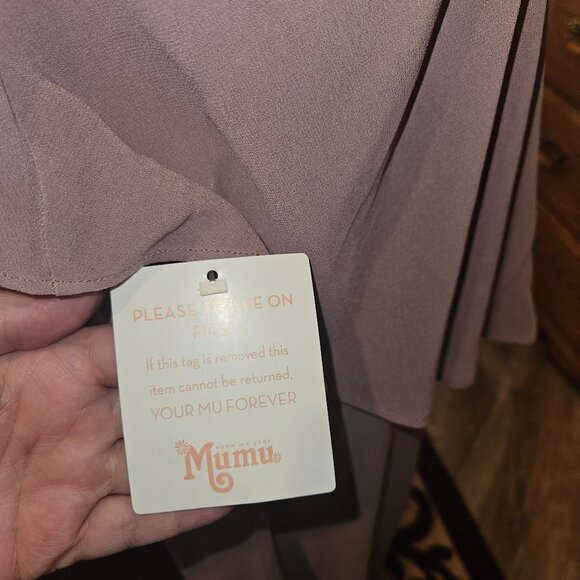 PLEASE ME ON
If this tag is removed this
item cannot be returned,
YOUR MU FOREVER
show me your
Mumu